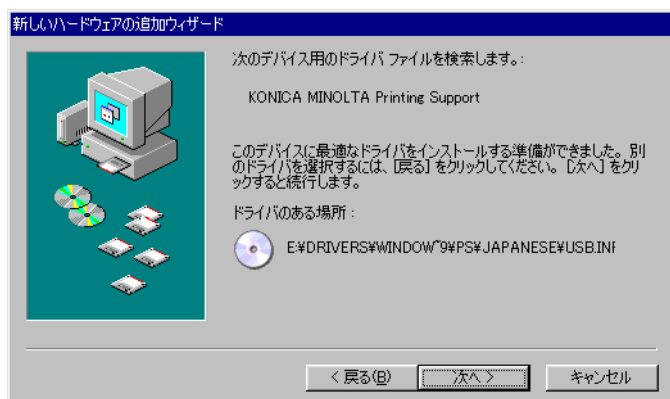 新しいハードウェアの追加ウィザード
次のデバイス用のドライバ ファイルを検索します。:
KONICA MINOLTA Printing Support
このデバイスに最適なドライバをインストールする準備ができました。別
のドライバを選択するには、[戻る] をクリックしてください。[次へ] をクリ
ックすると続行します。
ドライバのある場所:
E:¥DRIVERS¥WINDOW~9¥PS¥JAPANESE¥USB.INF
< 戻る(B)
次へ >
キャンセル